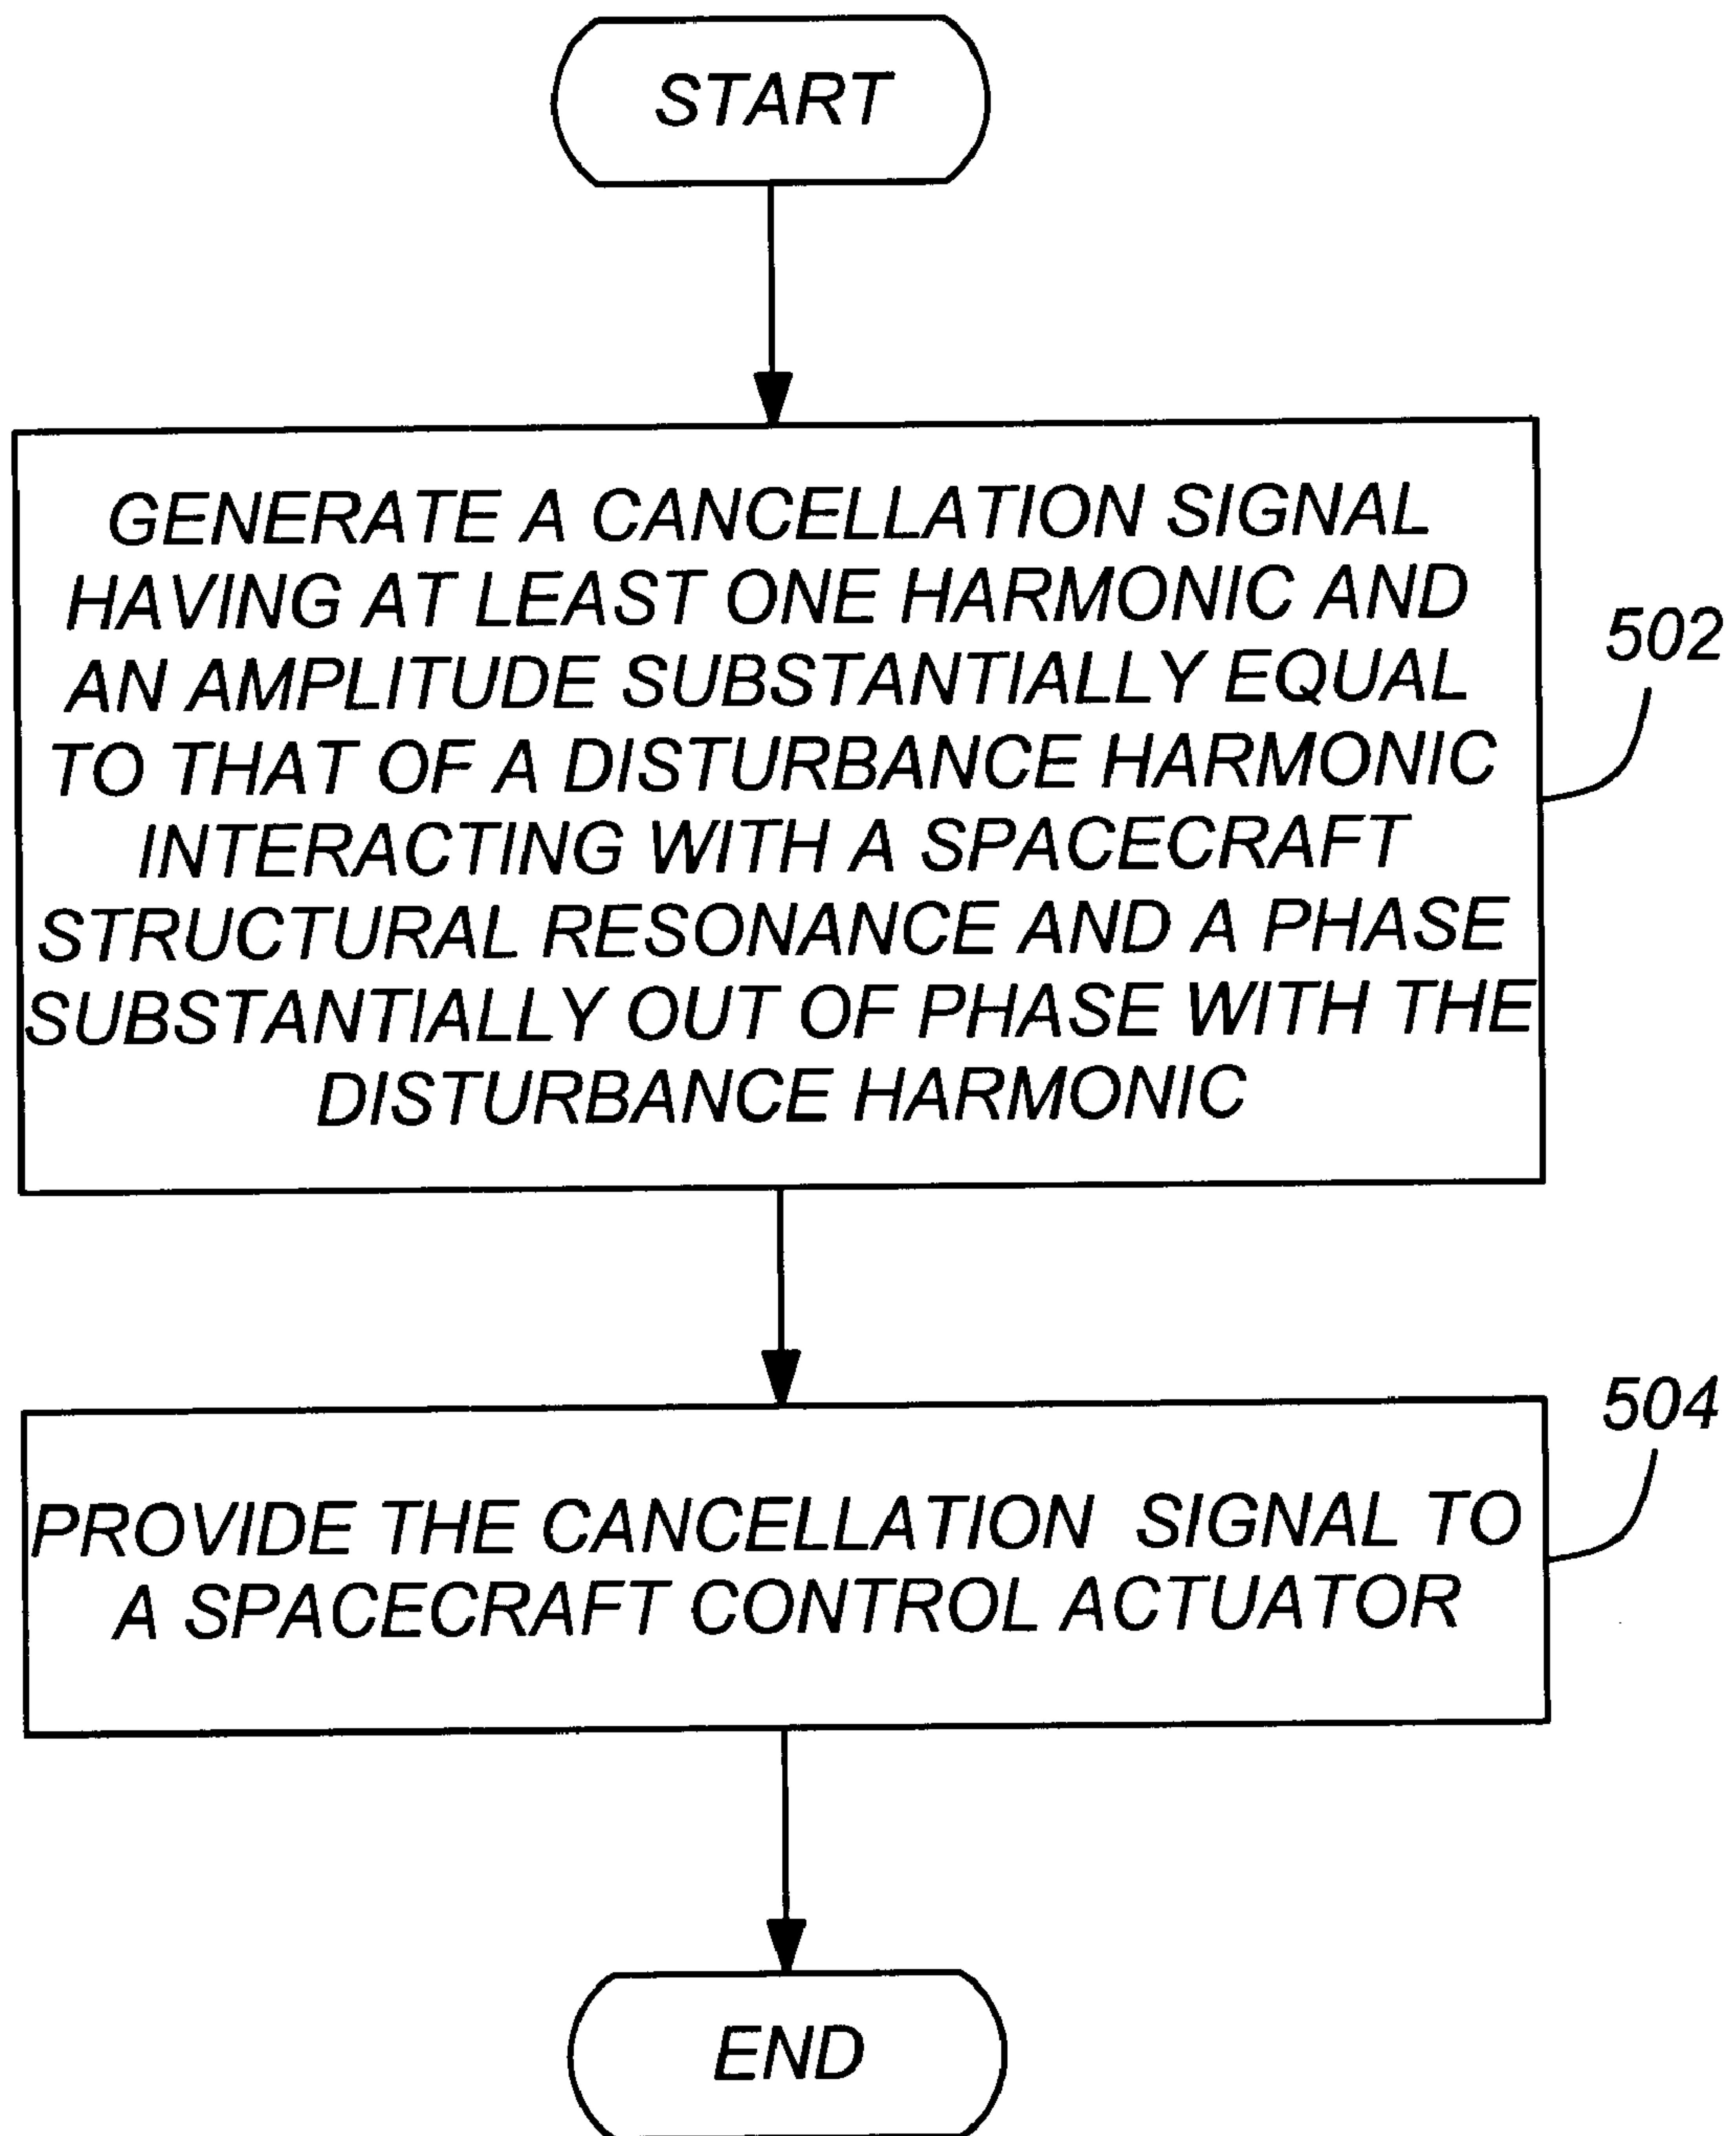 START
GENERATE A CANCELLATION SIGNAL
HAVING AT LEAST ONE HARMONIC AND
AN AMPLITUDE SUBSTANTIALLY EQUAL
TO THAT OF A DISTURBANCE HARMONIC
INTERACTING WITH A SPACECRAFT
STRUCTURAL RESONANCE AND A PHASE
SUBSTANTIALLY OUT OF PHASE WITH THE
DISTURBANCE HARMONIC
502
PROVIDE THE CANCELLATION SIGNAL TO
A SPACECRAFT CONTROL ACTUATOR
504
END